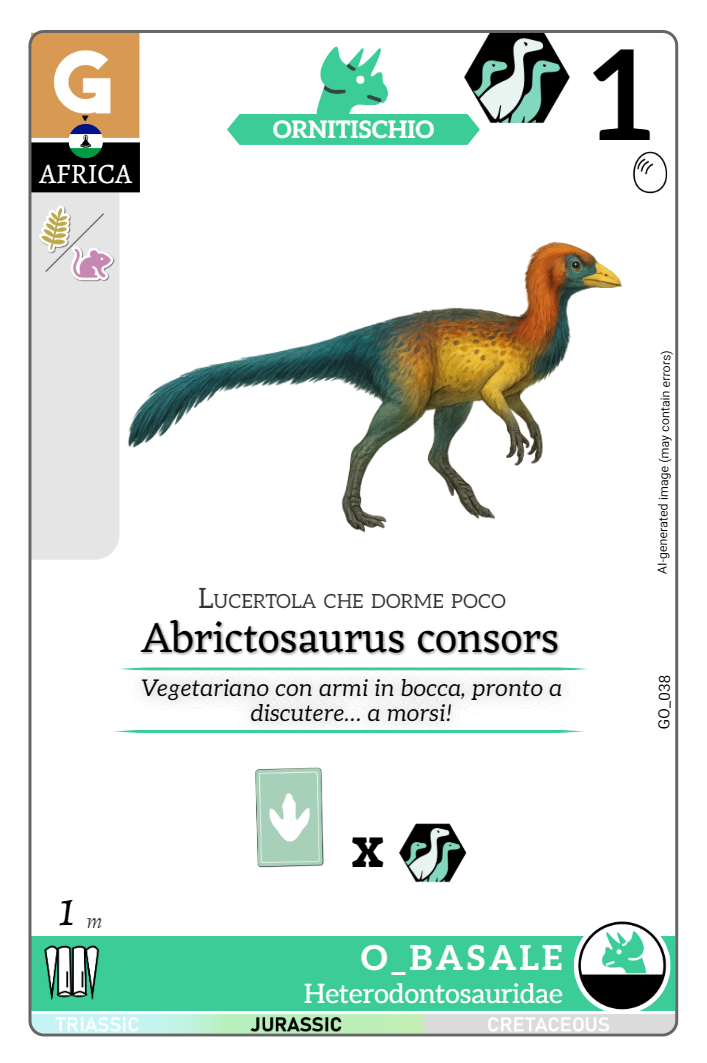 G
AFRICA
ORNITISCHIO
1
AI-generated image (may contain errors)
Lucertola che dorme poco
Abrictosaurus consors
Vegetariano con armi in bocca, pronto a
discutere... a morsi!
GO_038
x
1 m
O_BASALE
Heterodontosauridae
TRIASSIC JURASSIC CRETACEOUS